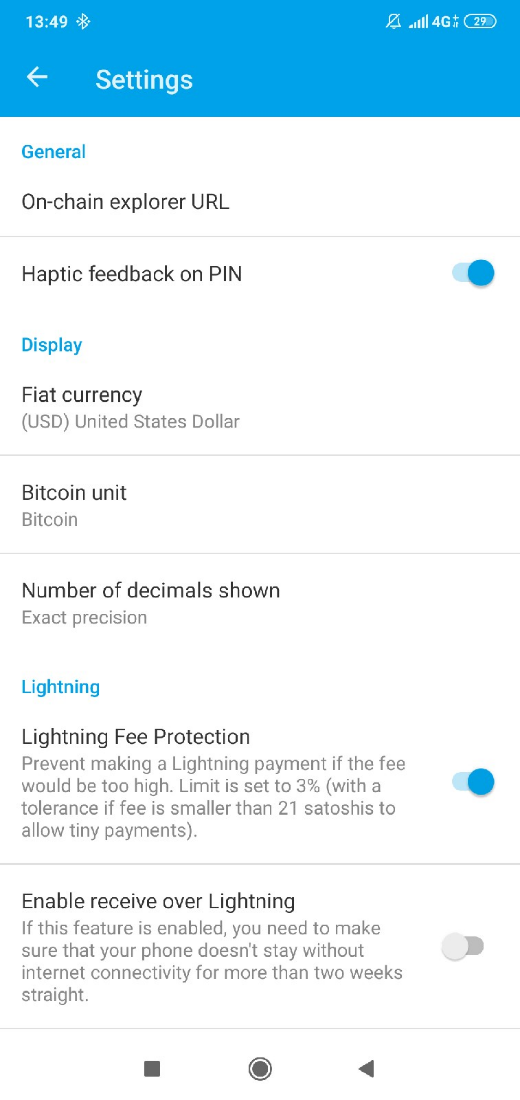 13:49 4G+ 29
Settings
General
On-chain explorer URL
Haptic feedback on PIN
Display
Fiat currency
(USD) United States Dollar
Bitcoin unit
Bitcoin
Number of decimals shown
Exact precision
Lightning
Lightning Fee Protection
Prevent making a Lightning payment if the fee
would be too high. Limit is set to 3% (with a
tolerance if fee is smaller than 21 satoshis to
allow tiny payments).
Enable receive over Lightning
If this feature is enabled, you need to make
sure that your phone doesn't stay without
internet connectivity for more than two weeks
straight.